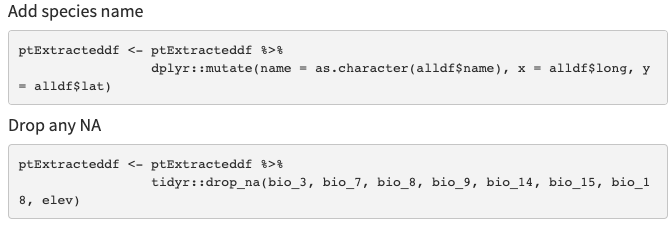 Add species name
ptExtracteddf <- ptExtracteddf %>%
dplyr::mutate(name = as.character(alldf$name), x = alldf$long, y
= alldf$lat)
Drop any NA
ptExtracteddf <- ptExtracteddf %>%
tidyr::drop_na(bio_3, bio_7, bio_8, bio_9, bio_14, bio_15, bio_1
8, elev)